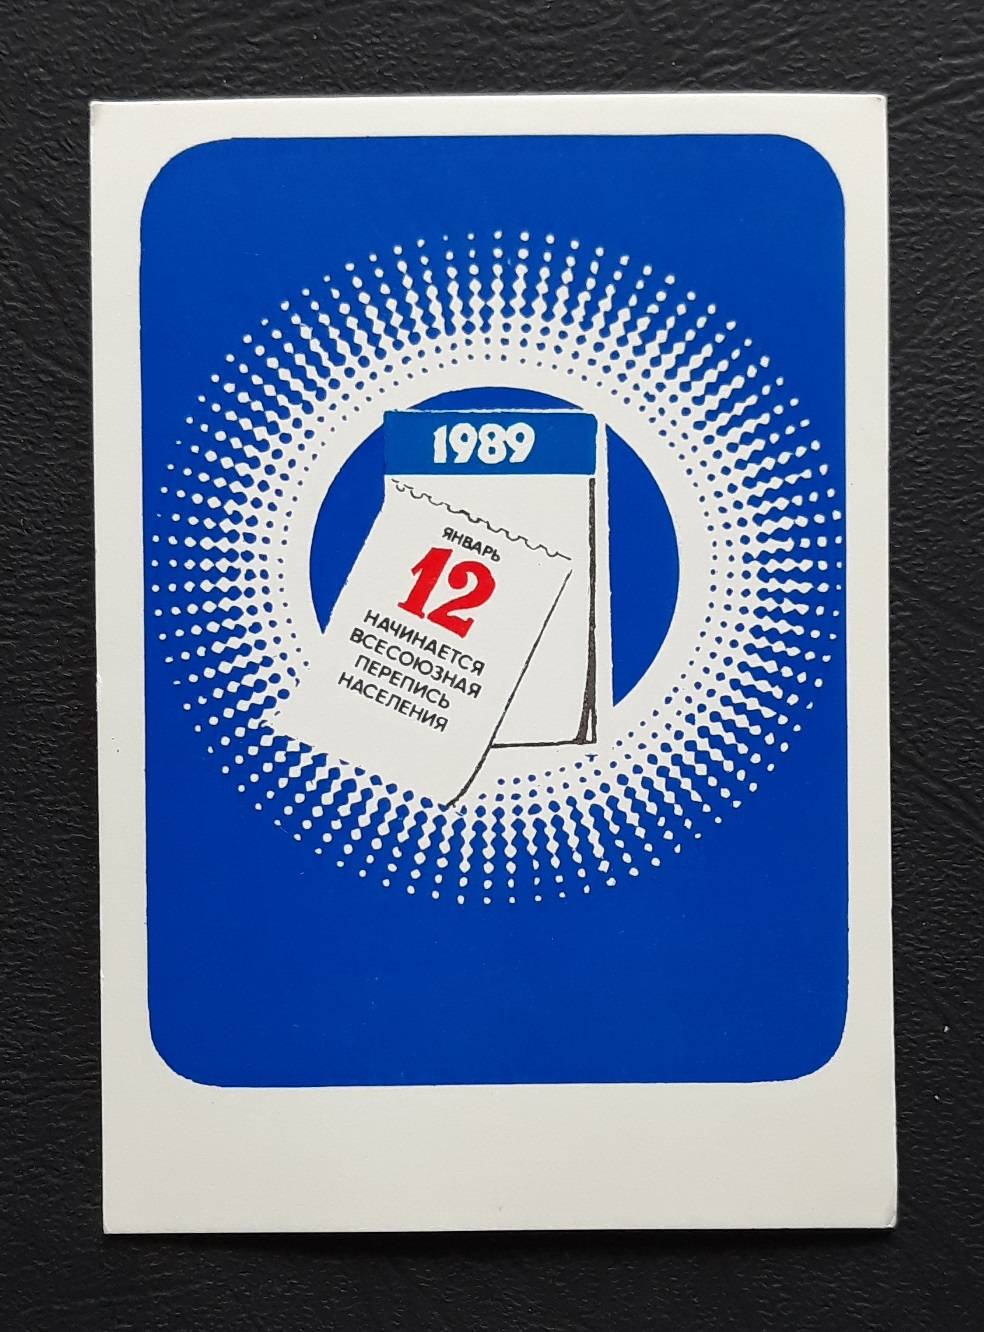 1989
ЯНВАРЬ
12
НАЧИНАЕТСЯ
ВСЕСОЮЗНАЯ
ПЕРЕПИСЬ
НАСЕЛЕНИЯ